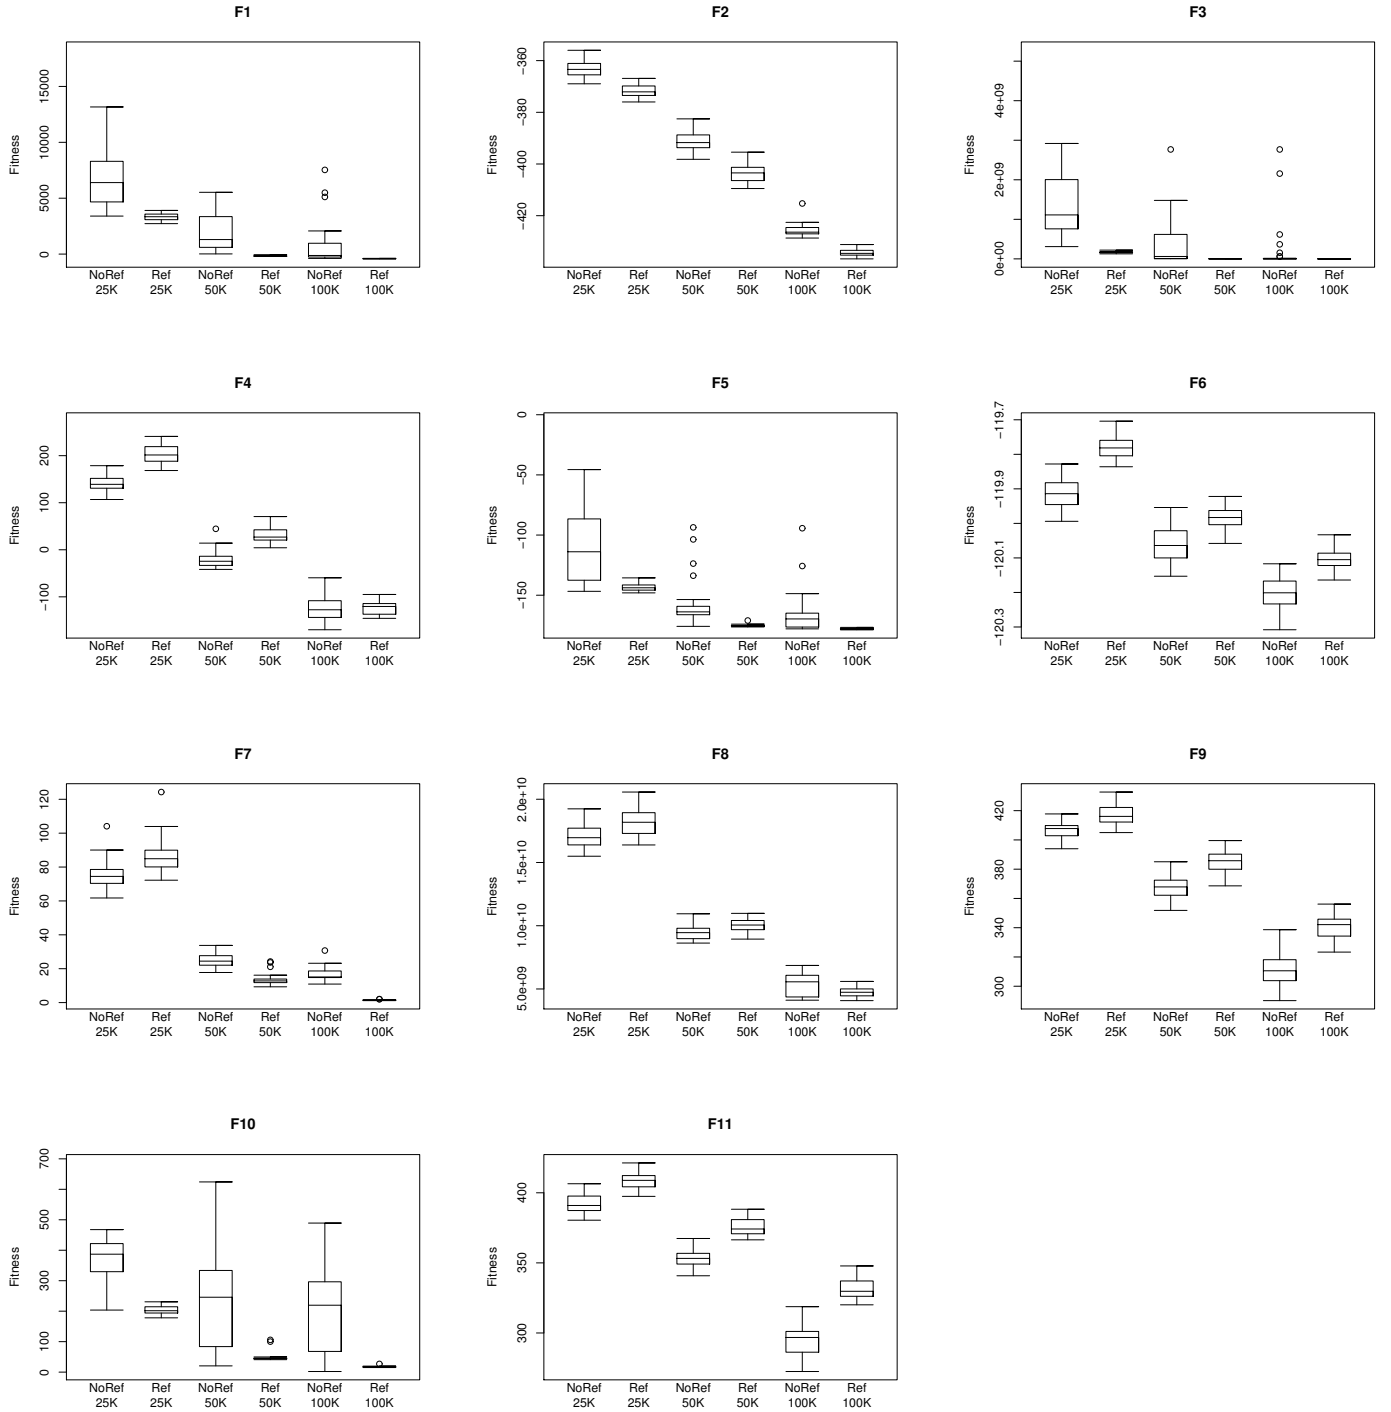 F1
Fitness
0
5000
10000
15000
NoRef Ref NoRef Ref NoRef Ref
25K 25K 50K 50K 100K 100K
F2
Fitness
−420
−400
−380
−360
NoRef Ref NoRef Ref NoRef Ref
25K 25K 50K 50K 100K 100K
F3
Fitness
0e+00
2e+09
4e+09
NoRef Ref NoRef Ref NoRef Ref
25K 25K 50K 50K 100K 100K
F4
Fitness
−100
0
100
200
NoRef Ref NoRef Ref NoRef Ref
25K 25K 50K 50K 100K 100K
F5
Fitness
−150
−100
−50
0
NoRef Ref NoRef Ref NoRef Ref
25K 25K 50K 50K 100K 100K
F6
Fitness
−120.3
−120.1
−119.9
−119.7
NoRef Ref NoRef Ref NoRef Ref
25K 25K 50K 50K 100K 100K
F7
Fitness
0
20
40
60
80
100
120
NoRef Ref NoRef Ref NoRef Ref
25K 25K 50K 50K 100K 100K
F8
Fitness
5.0e+09
1.0e+10
1.5e+10
2.0e+10
NoRef Ref NoRef Ref NoRef Ref
25K 25K 50K 50K 100K 100K
F9
Fitness
300
340
380
420
NoRef Ref NoRef Ref NoRef Ref
25K 25K 50K 50K 100K 100K
F10
Fitness
0
100
300
500
700
NoRef Ref NoRef Ref NoRef Ref
25K 25K 50K 50K 100K 100K
F11
Fitness
300
350
400
NoRef Ref NoRef Ref NoRef Ref
25K 25K 50K 50K 100K 100K